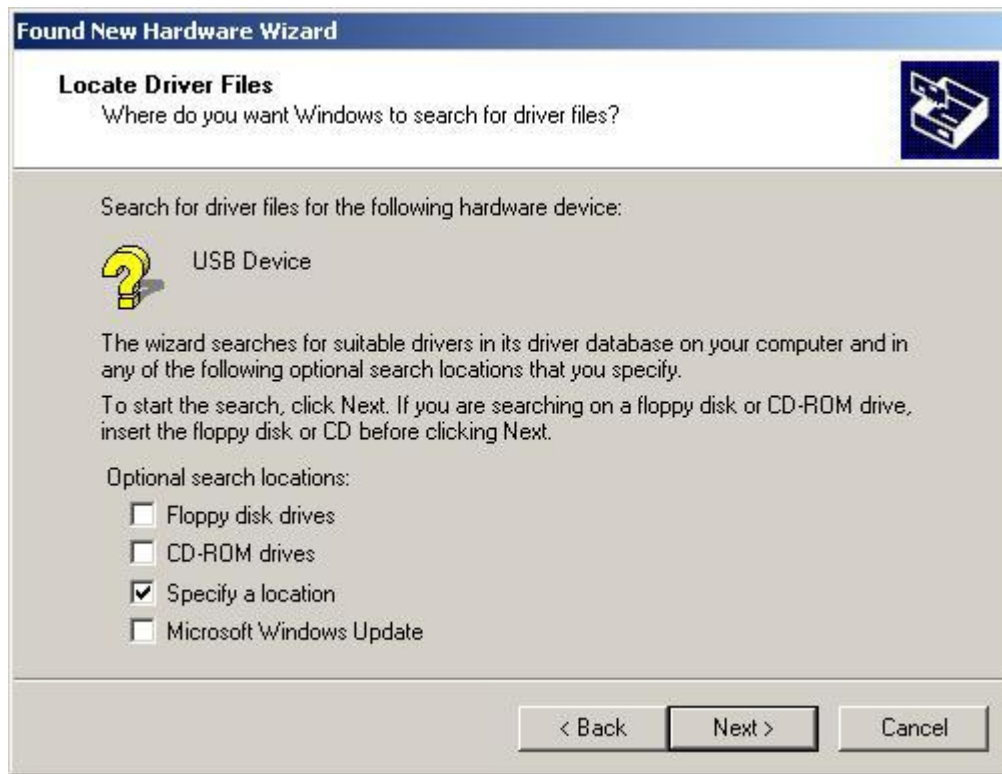 Found New Hardware Wizard
Locate Driver Files
Where do you want Windows to search for driver files?
Search for driver files for the following hardware device:
USB Device
The wizard searches for suitable drivers in its driver database on your computer and in
any of the following optional search locations that you specify.
To start the search, click Next. If you are searching on a floppy disk or CD-ROM drive,
insert the floppy disk or CD before clicking Next.
Optional search locations:
Floppy disk drives
CD-ROM drives
Specify a location
Microsoft Windows Update
< Back Next > Cancel